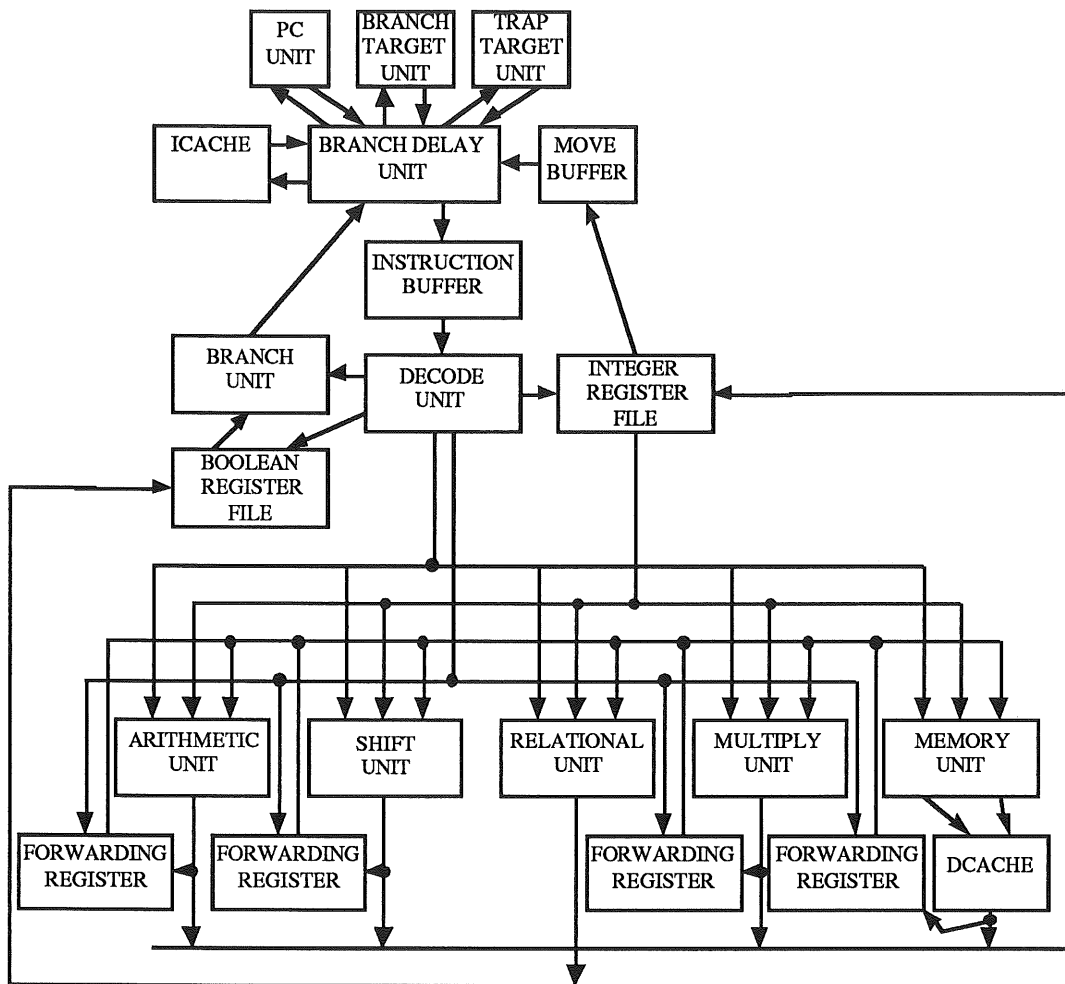 PC
UNIT
BRANCH
TARGET
UNIT
TRAP
TARGET
UNIT
ICACHE
BRANCH DELAY
UNIT
MOVE
BUFFER
INSTRUCTION
BUFFER
BRANCH
UNIT
DECODE
UNIT
INTEGER
REGISTER
FILE
BOOLEAN
REGISTER
FILE
ARITHMETIC
UNIT
SHIFT
UNIT
RELATIONAL
UNIT
MULTIPLY
UNIT
MEMORY
UNIT
FORWARDING
REGISTER
FORWARDING
REGISTER
FORWARDING
REGISTER
FORWARDING
REGISTER
DCACHE